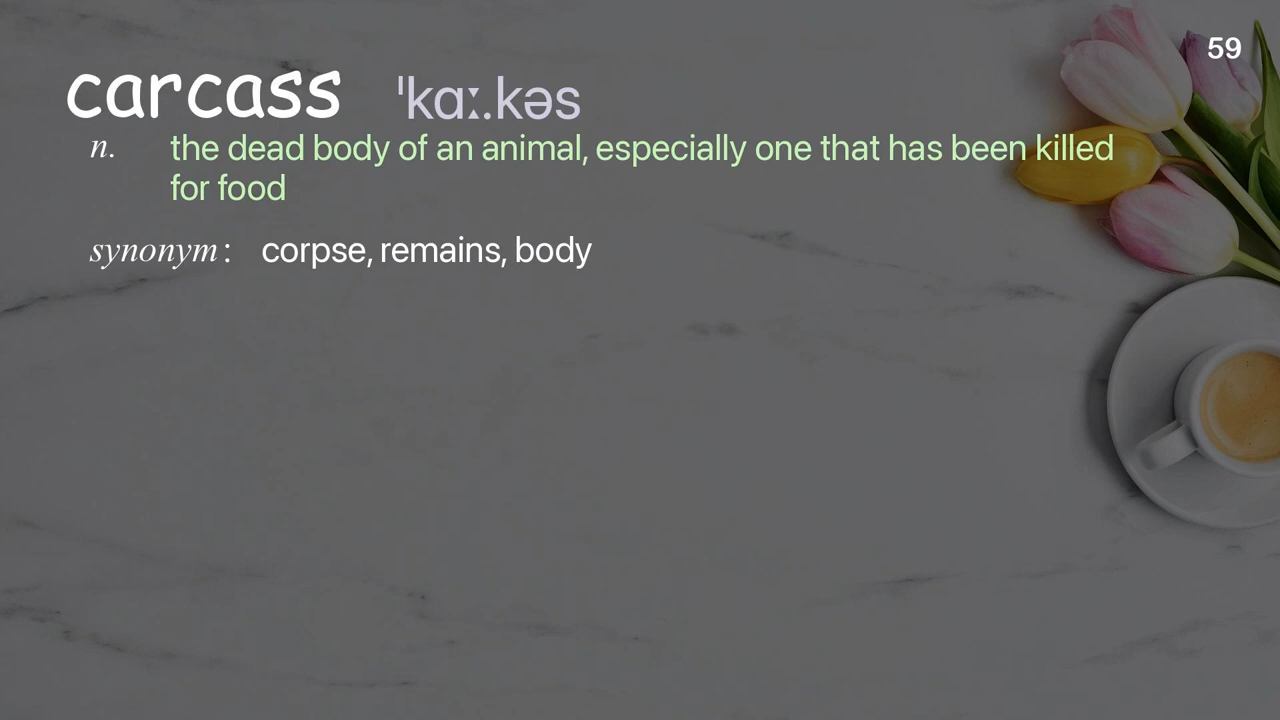 59
carcass ˈkɑː.kəs
n. the dead body of an animal, especially one that has been killed
for food
synonym: corpse, remains, body